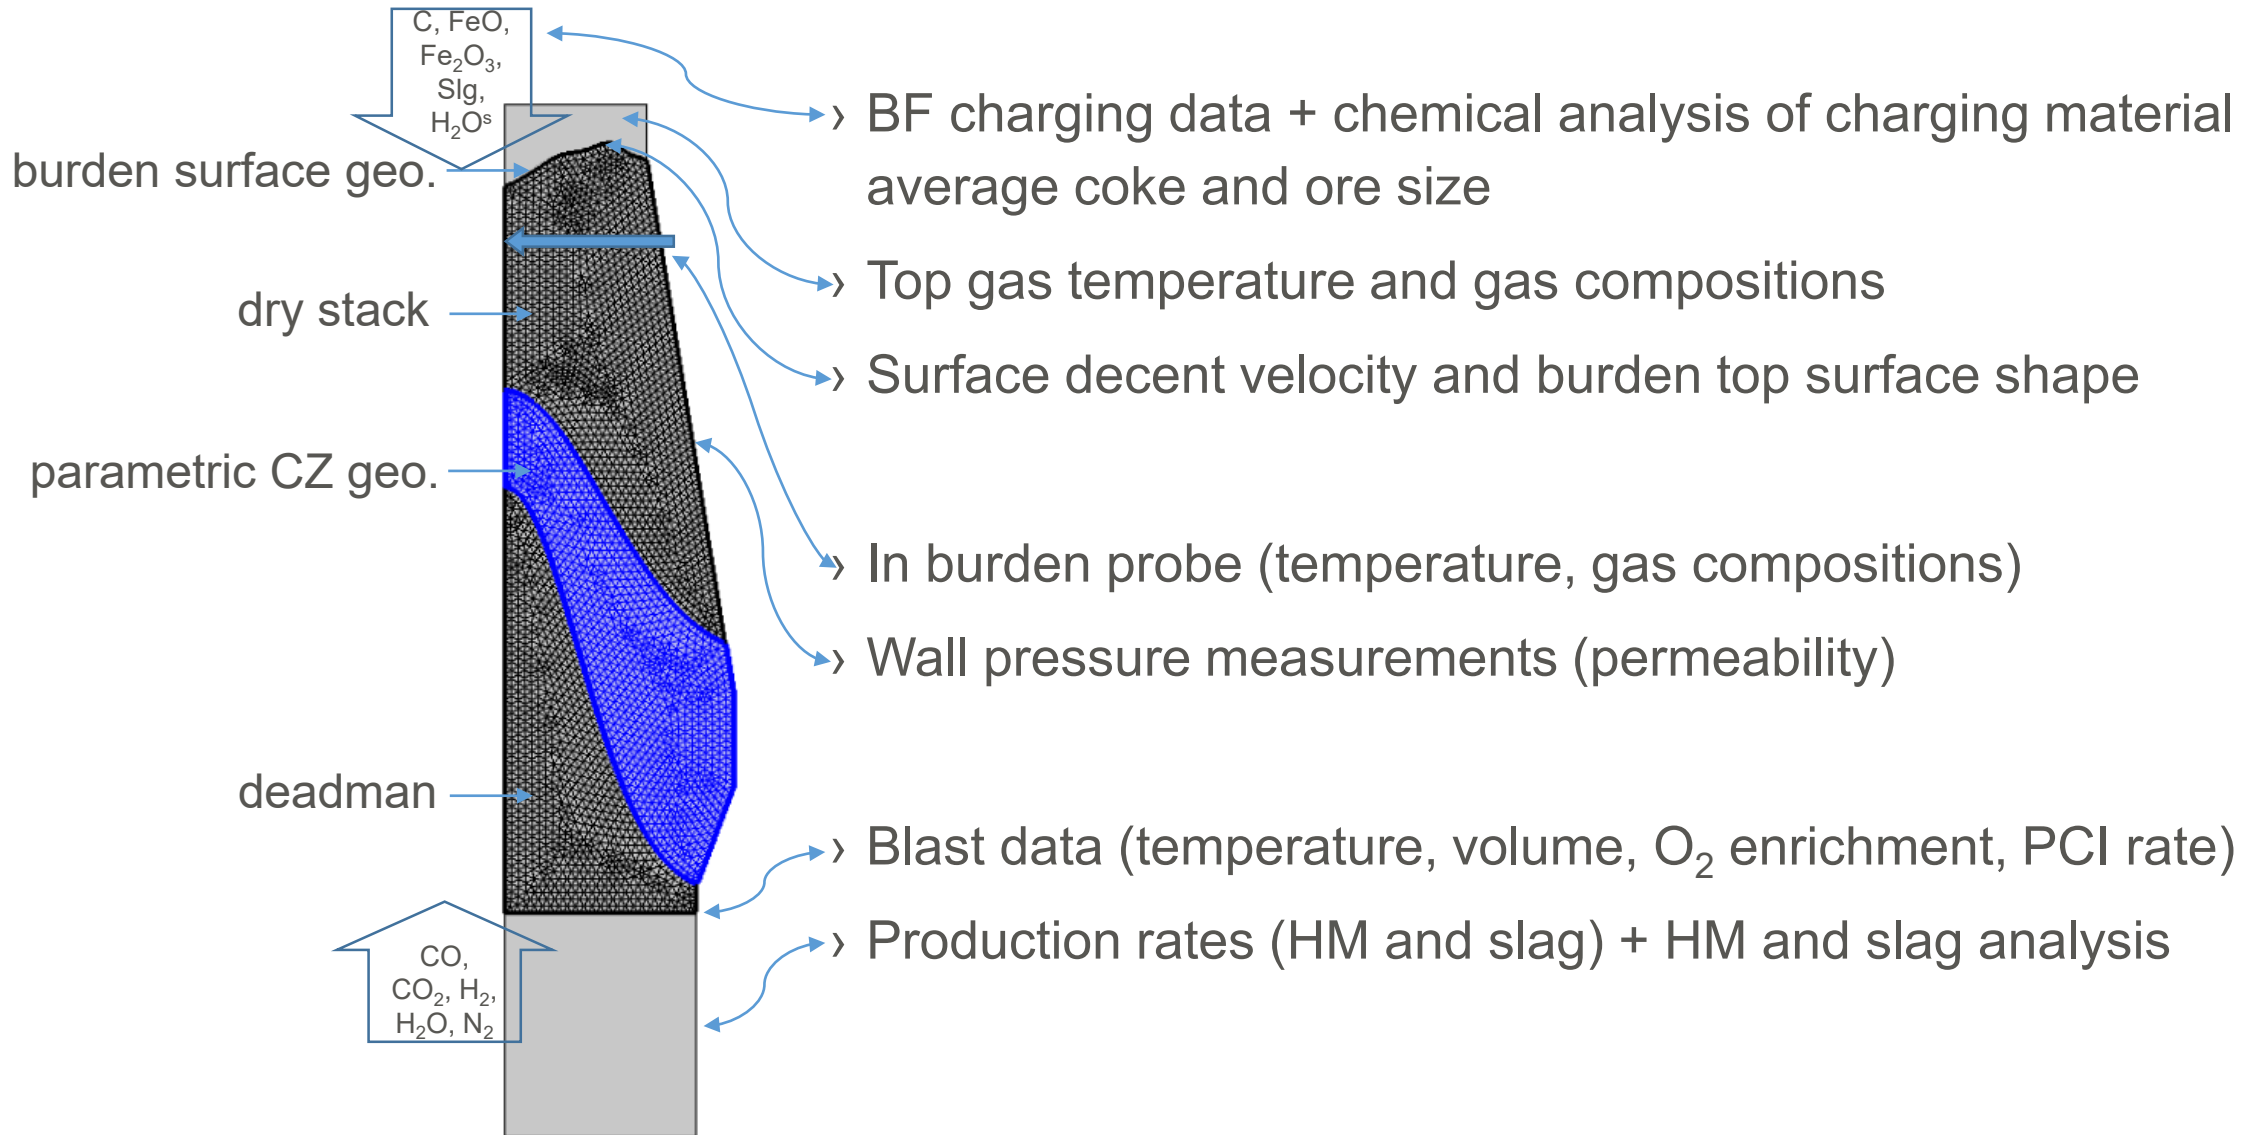 C, FeO,
Fe₂O₃,
Slg,
H₂Oˢ
burden surface geo.
dry stack
parametric CZ geo.
deadman
CO,
CO₂, H₂,
H₂O, N₂
› BF charging data + chemical analysis of charging material
average coke and ore size
› Top gas temperature and gas compositions
› Surface decent velocity and burden top surface shape
› In burden probe (temperature, gas compositions)
› Wall pressure measurements (permeability)
› Blast data (temperature, volume, O₂ enrichment, PCI rate)
› Production rates (HM and slag) + HM and slag analysis